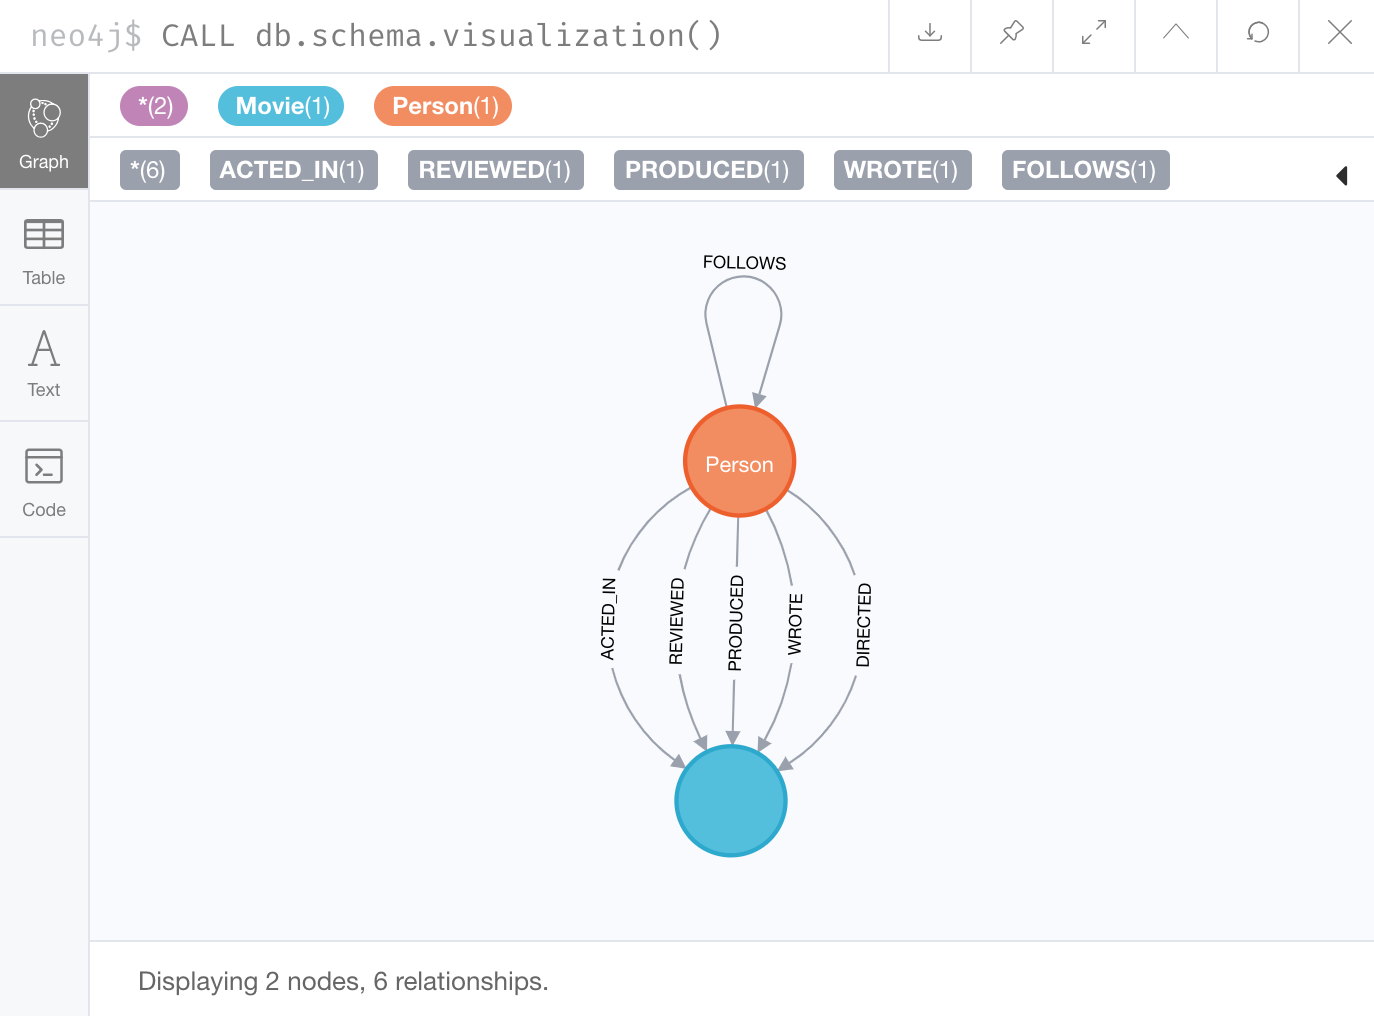 neo4j$ CALL db.schema.visualization()
*(2) Movie(1) Person(1)
*(6) ACTED_IN(1) REVIEWED(1) PRODUCED(1) WROTE(1) FOLLOWS(1)
Graph
Table
Text
Code
FOLLOWS
Person
ACTED_IN
REVIEWED
PRODUCED
WROTE
DIRECTED
Displaying 2 nodes, 6 relationships.